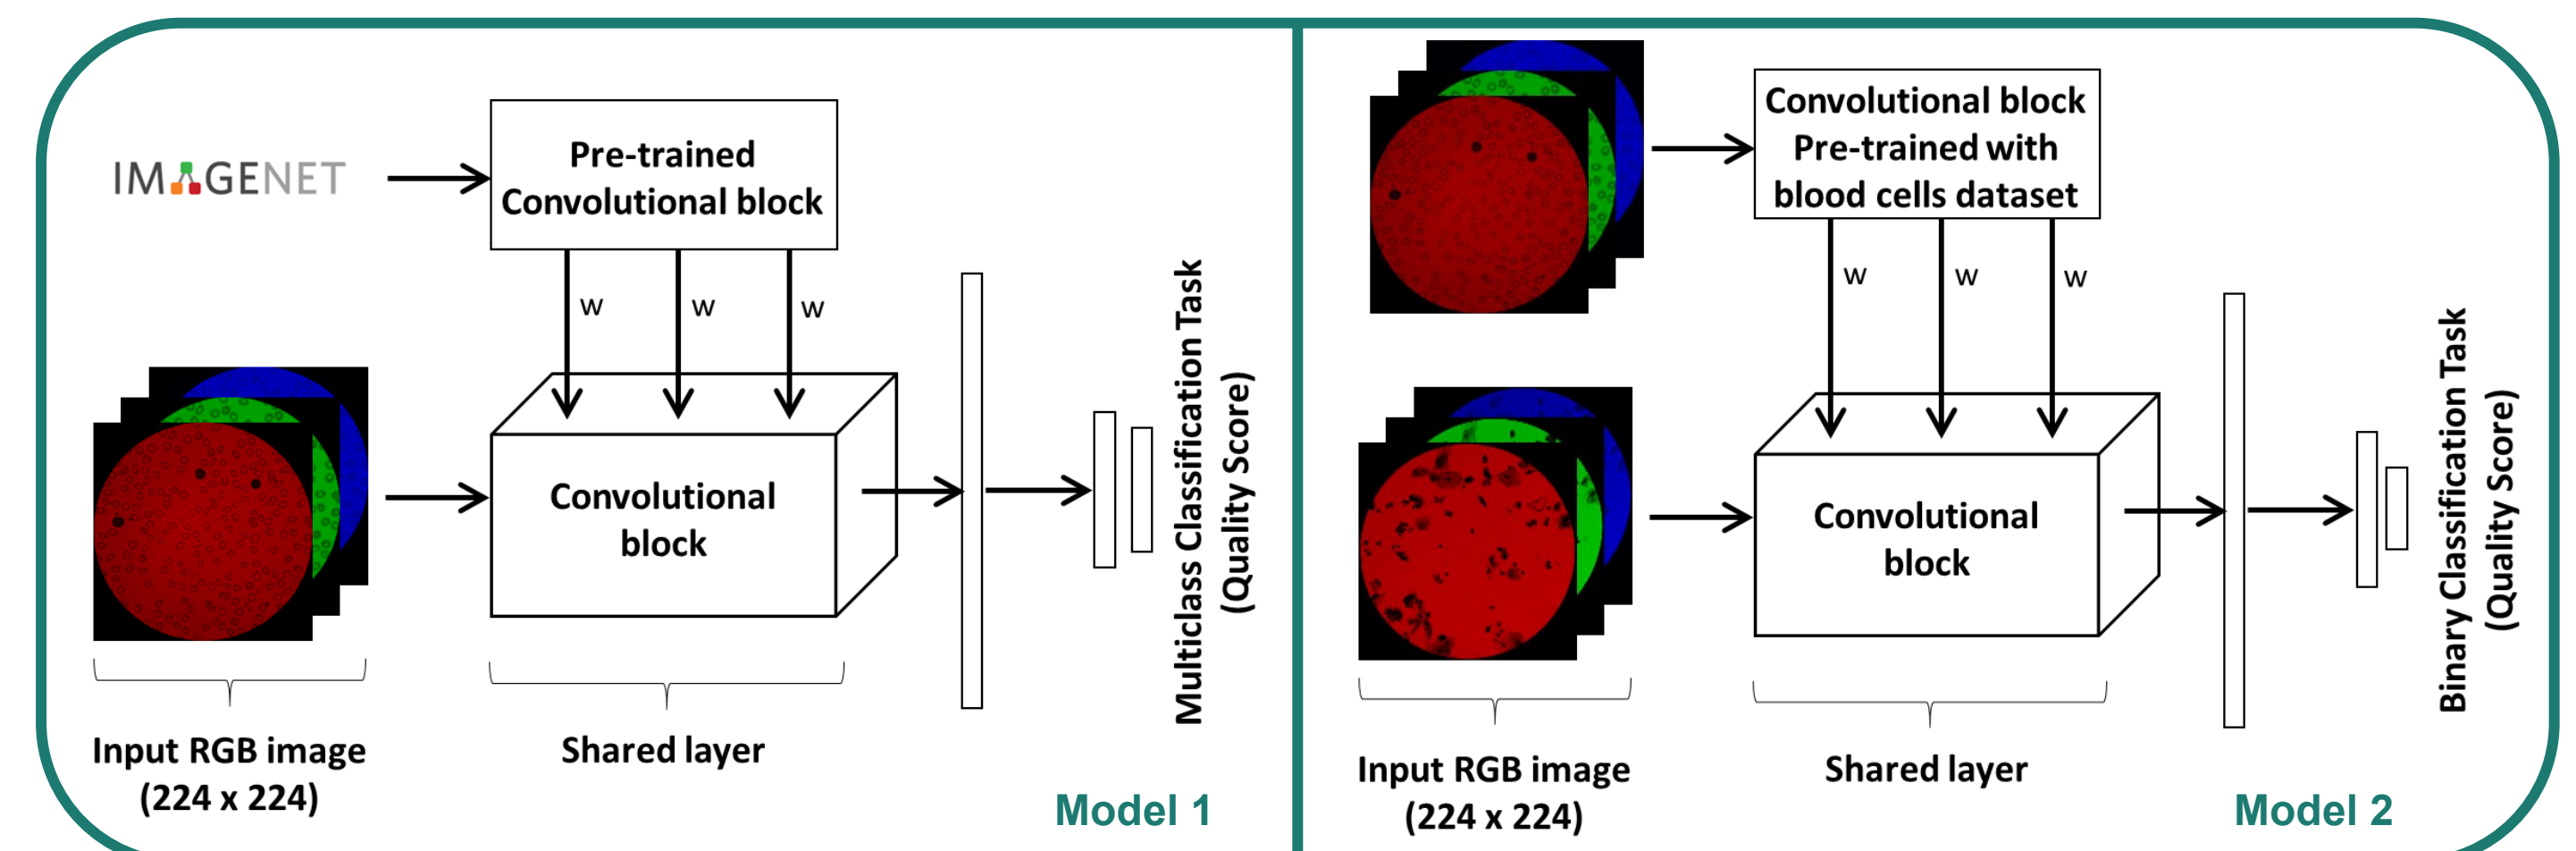 IMAGENET
Pre-trained
Convolutional block
w w w
Convolutional
block
Input RGB image
(224 x 224)
Shared layer
Multiclass Classification Task
(Quality Score)
Model 1
Convolutional block
Pre-trained with
blood cells dataset
w w w
Convolutional
block
Input RGB image
(224 x 224)
Shared layer
Binary Classification Task
(Quality Score)
Model 2